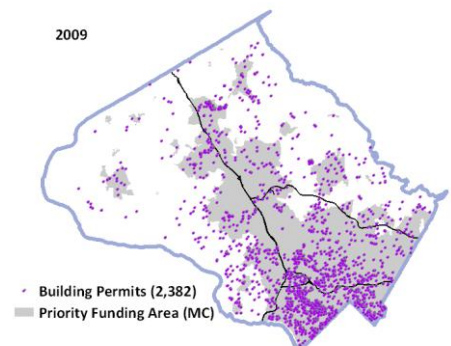 2009
Building Permits (2,382)
Priority Funding Area (MC)